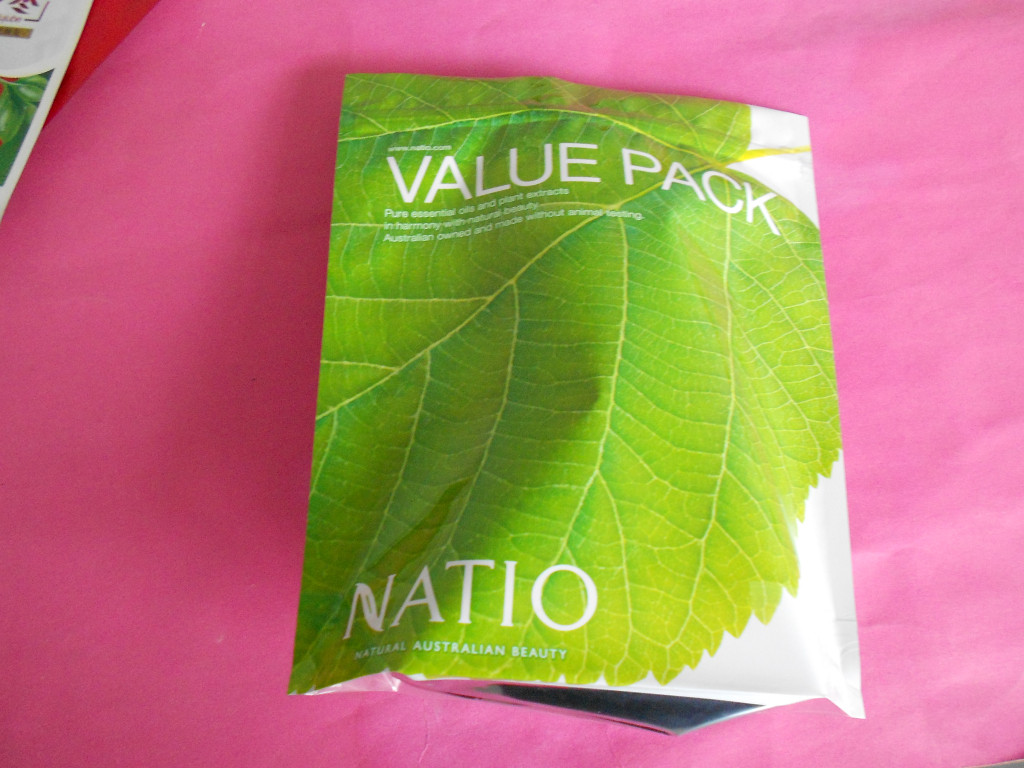 www.natio.com
VALUE PACK
Pure essential oils and plant extracts
in harmony with natural beauty.
Australian owned and made without animal testing.
NATIO
NATURAL AUSTRALIAN BEAUTY